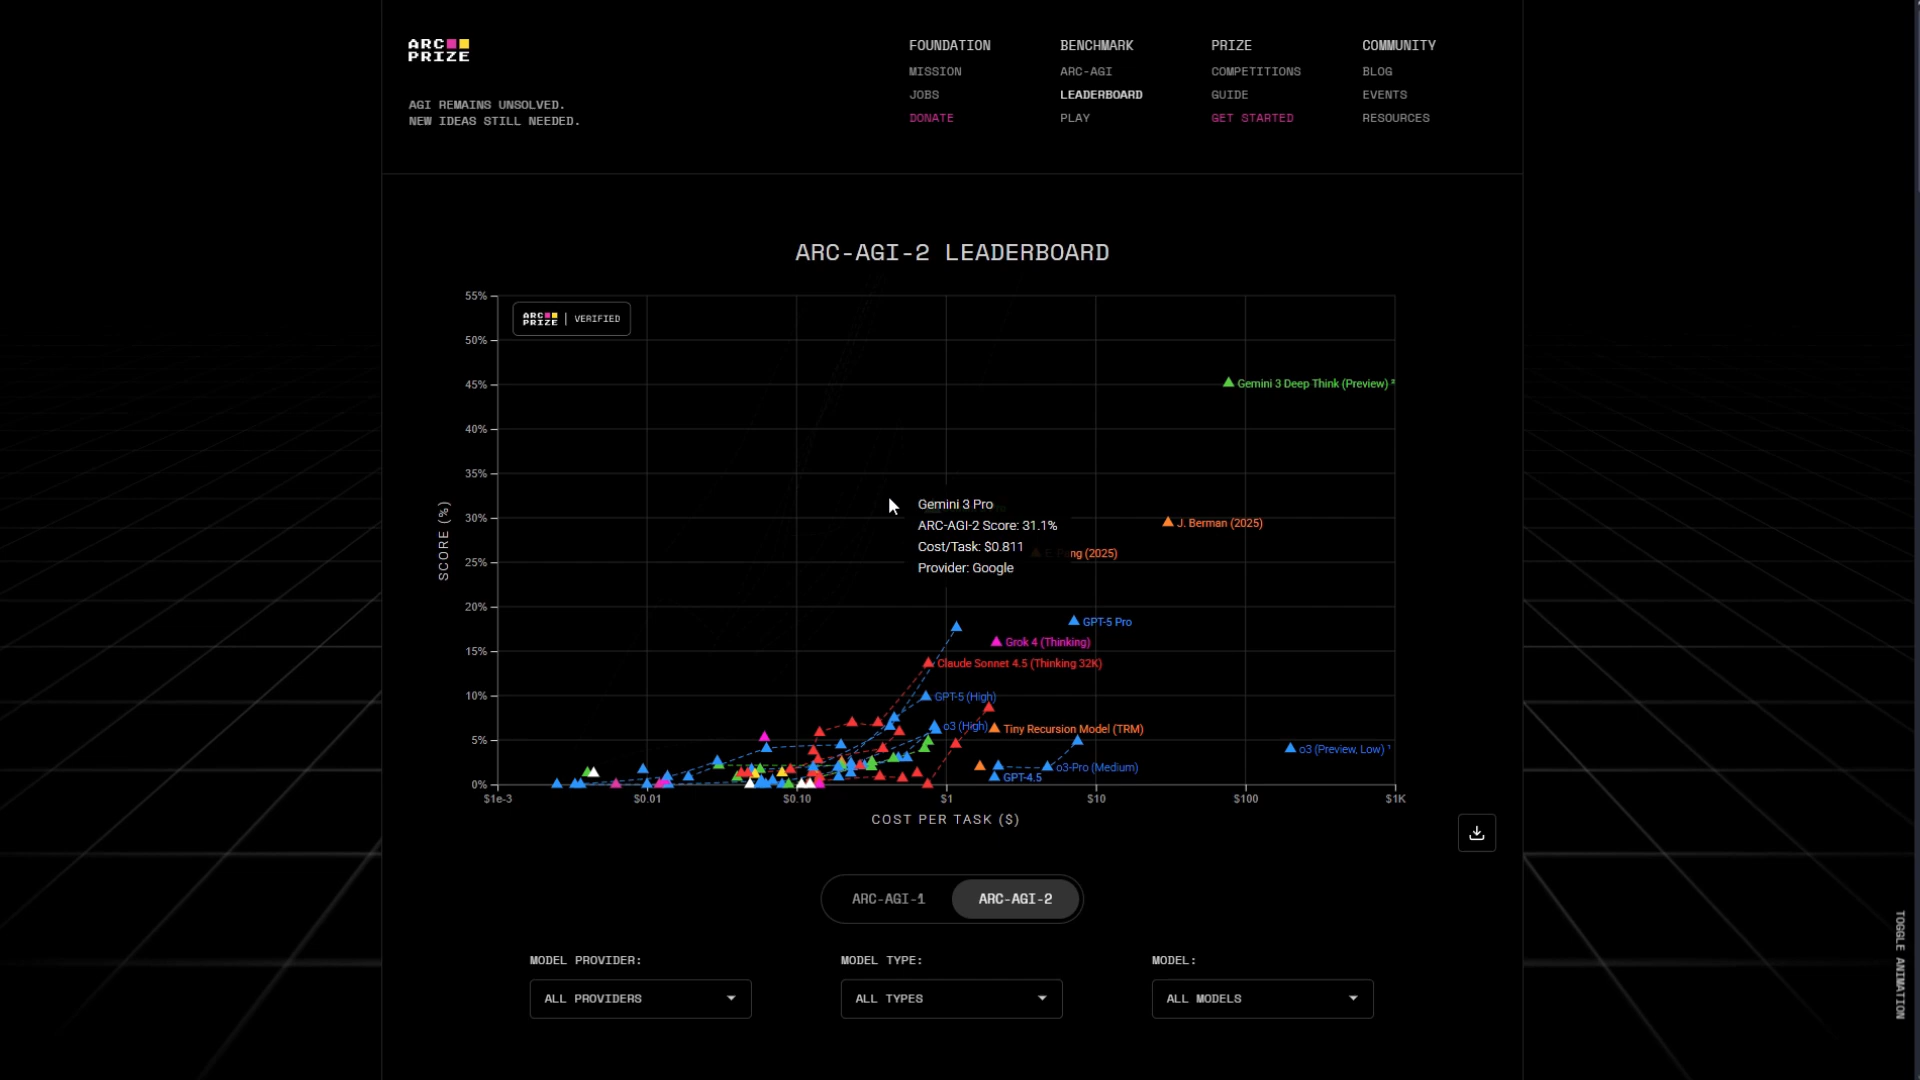 ARC
PRIZE
AGI REMAINS UNSOLVED.
NEW IDEAS STILL NEEDED.
FOUNDATION
MISSION
JOBS
DONATE
BENCHMARK
ARC-AGI
LEADERBOARD
PLAY
PRIZE
COMPETITIONS
GUIDE
GET STARTED
COMMUNITY
BLOG
EVENTS
RESOURCES
ARC-AGI-2 LEADERBOARD
ARC
PRIZE
VERIFIED
SCORE (%)
55%
50%
45%
40%
35%
30%
25%
20%
15%
10%
5%
0%
Gemini 3 Deep Think (Preview) ²
Gemini 3 Pro
ARC-AGI-2 Score: 31.1%
Cost/Task: $0.811
Provider: Google
J. Berman (2025)
E. Pang (2025)
GPT-5 Pro
Grok 4 (Thinking)
Claude Sonnet 4.5 (Thinking 32K)
GPT-5 (High)
o3 (High)
Tiny Recursion Model (TRM)
o3 (Preview, Low) ¹
o3-Pro (Medium)
GPT-4.5
$1e-3
$0.01
$0.10
$1
$10
$100
$1K
COST PER TASK ($)
ARC-AGI-1
ARC-AGI-2
MODEL PROVIDER:
ALL PROVIDERS
MODEL TYPE:
ALL TYPES
MODEL:
ALL MODELS
TOGGLE ANIMATION